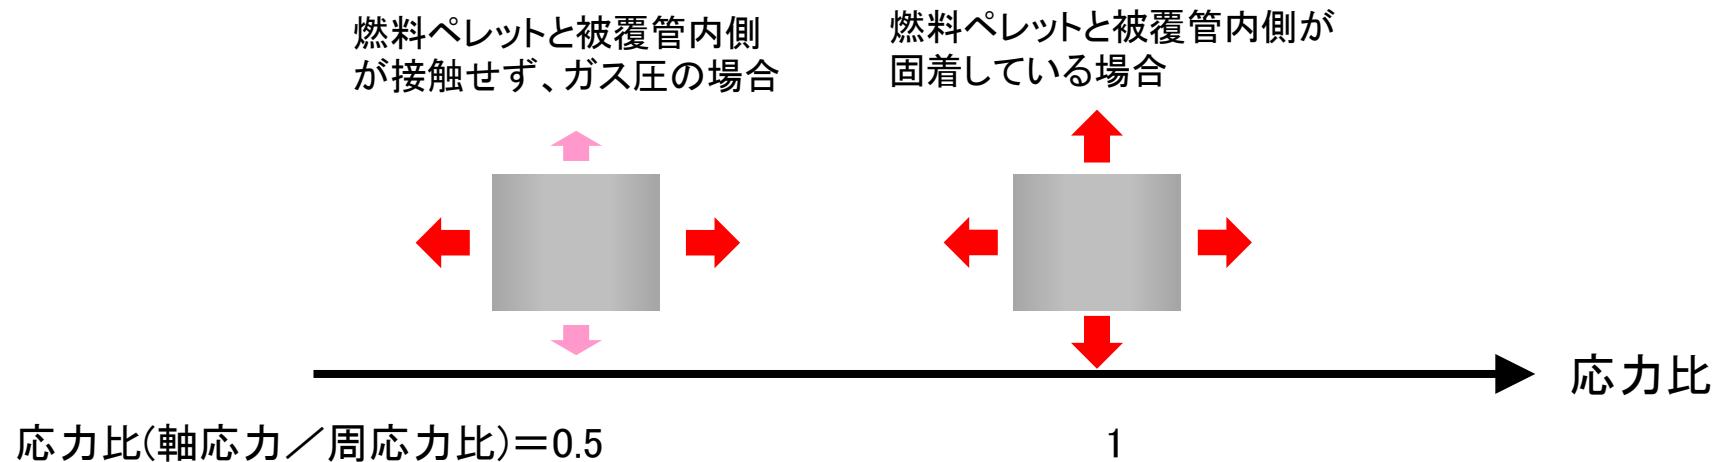 燃料ペレットと被覆管内側
が接触せず、ガス圧の場合
燃料ペレットと被覆管内側が
固着している場合
応力比
応力比(軸応力／周応力比)＝0.5
1